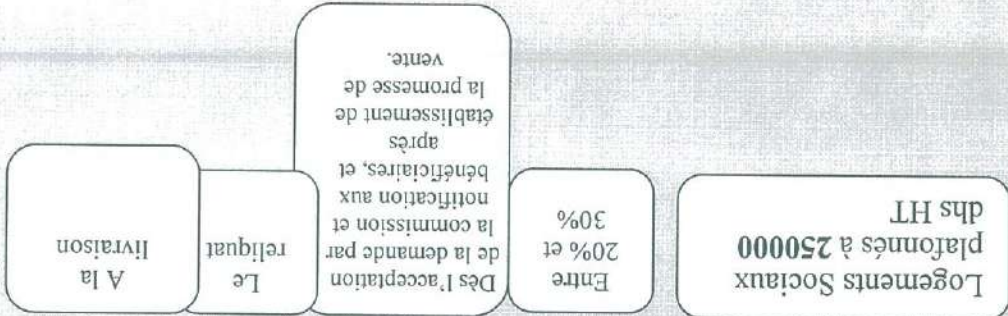 Logements Sociaux
plafonnés à 250000
dhs HT
Entre
20% et
30%
Dès l'acceptation
de la demande par
la commission et
notification aux
bénéficiaires, et
après
établissement de
la promesse de
vente.
Le
reliquat
A la
livraison